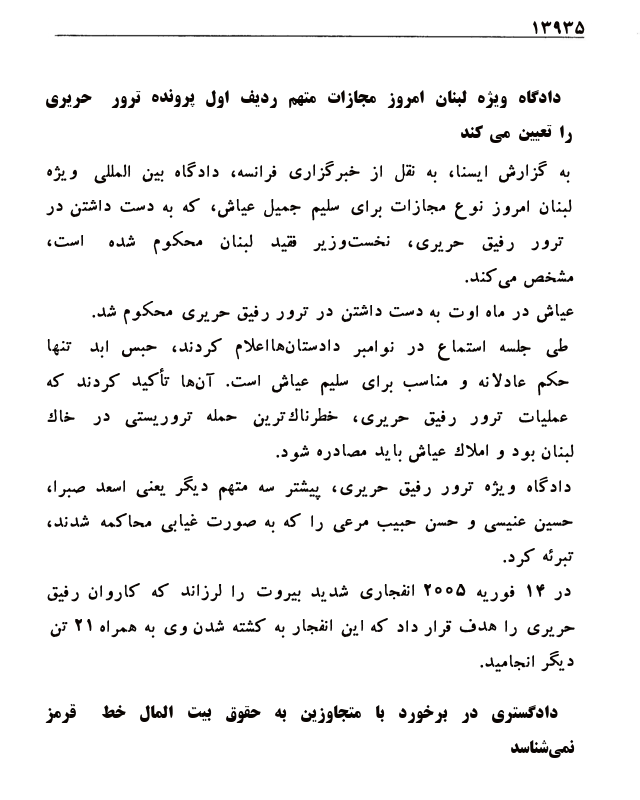 ۱۳۹۳۵
دادگاه ویژه لبنان امروز مجازات متهم ردیف اول پرونده ترور حریری
را تعیین می کند
به گزارش ایسنا، به نقل از خبرگزاری فرانسه، دادگاه بین المللی ویژه
لبنان امروز نوع مجازات برای سلیم جمیل عیاش، که به دست داشتن در
ترور رفیق حریری، نخست‌وزیر فقید لبنان محکوم شده است،
مشخص می‌کند.
عیاش در ماه اوت به دست داشتن در ترور رفیق حریری محکوم شد.
طی جلسه استماع در نوامبر دادستان‌هااعلام کردند، حبس ابد تنها
حکم عادلانه و مناسب برای سلیم عیاش است. آن‌ها تأکید کردند که
عملیات ترور رفیق حریری، خطرناك‌ترین حمله تروریستی در خاك
لبنان بود و املاك عیاش باید مصادره شود.
دادگاه ویژه ترور رفیق حریری، پیشتر سه متهم دیگر یعنی اسعد صبرا،
حسین عنیسی و حسن حبیب مرعی را که به صورت غیابی محاکمه شدند،
تبرئه کرد.
در ۱۴ فوریه ۲۰۰۵ انفجاری شدید بیروت را لرزاند که کاروان رفیق
حریری را هدف قرار داد که این انفجار به کشته شدن وی به همراه ۲۱ تن
دیگر انجامید.
دادگستری در برخورد با متجاوزین به حقوق بیت المال خط قرمز
نمی‌شناسد